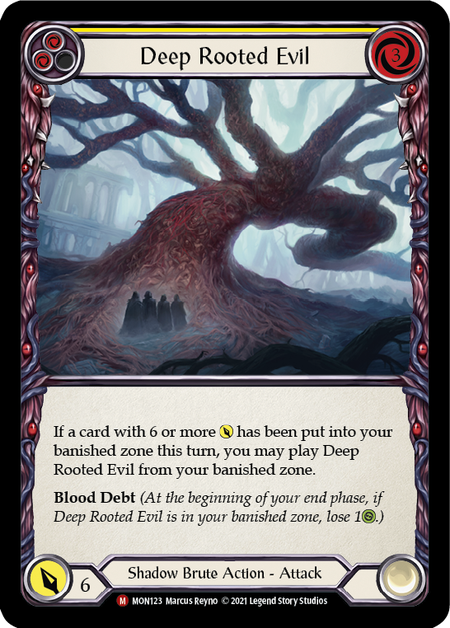 Deep Rooted Evil
3
If a card with 6 or more has been put into your
banished zone this turn, you may play Deep
Rooted Evil from your banished zone.
Blood Debt (At the beginning of your end phase, if
Deep Rooted Evil is in your banished zone, lose 1.)
6
Shadow Brute Action - Attack
M MON123 Marcus Reyno © 2021 Legend Story Studios